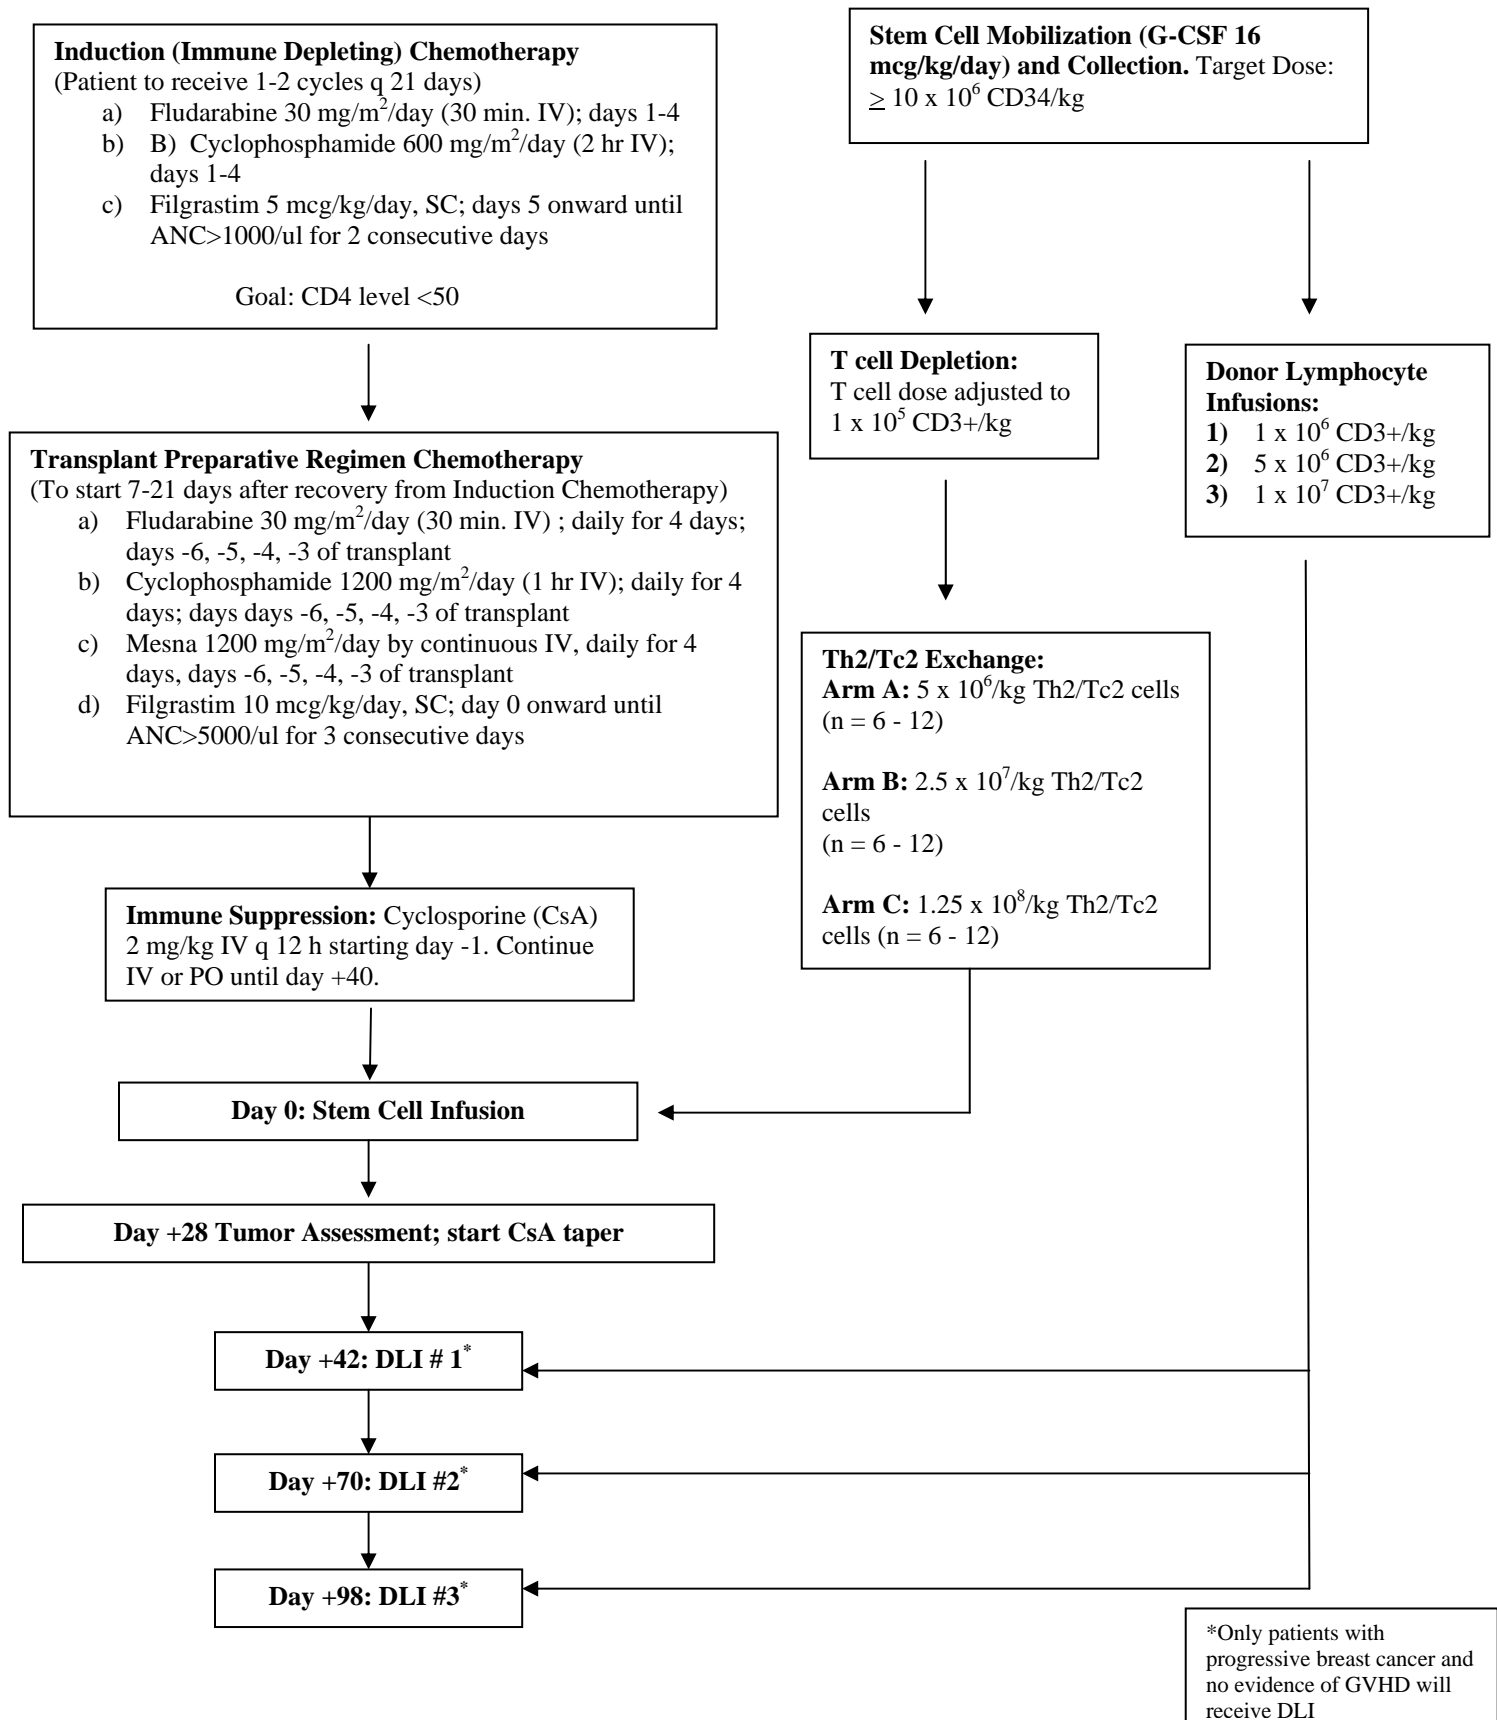 Induction (Immune Depleting) Chemotherapy
(Patient to receive 1-2 cycles q 21 days)
a) Fludarabine 30 mg/m²/day (30 min. IV); days 1-4
b) B) Cyclophosphamide 600 mg/m²/day (2 hr IV);
days 1-4
c) Filgrastim 5 mcg/kg/day, SC; days 5 onward until
ANC>1000/ul for 2 consecutive days
Goal: CD4 level <50
Stem Cell Mobilization (G-CSF 16
mcg/kg/day) and Collection. Target Dose:
≥ 10 x 10⁶ CD34/kg
T cell Depletion:
T cell dose adjusted to
1 x 10⁵ CD3+/kg
Donor Lymphocyte
Infusions:
1) 1 x 10⁶ CD3+/kg
2) 5 x 10⁶ CD3+/kg
3) 1 x 10⁷ CD3+/kg
Transplant Preparative Regimen Chemotherapy
(To start 7-21 days after recovery from Induction Chemotherapy)
a) Fludarabine 30 mg/m²/day (30 min. IV) ; daily for 4 days;
days -6, -5, -4, -3 of transplant
b) Cyclophosphamide 1200 mg/m²/day (1 hr IV); daily for 4
days; days days -6, -5, -4, -3 of transplant
c) Mesna 1200 mg/m²/day by continuous IV, daily for 4
days, days -6, -5, -4, -3 of transplant
d) Filgrastim 10 mcg/kg/day, SC; day 0 onward until
ANC>5000/ul for 3 consecutive days
Th2/Tc2 Exchange:
Arm A: 5 x 10⁶/kg Th2/Tc2 cells
(n = 6 - 12)
Arm B: 2.5 x 10⁷/kg Th2/Tc2
cells
(n = 6 - 12)
Arm C: 1.25 x 10⁸/kg Th2/Tc2
cells (n = 6 - 12)
Immune Suppression: Cyclosporine (CsA)
2 mg/kg IV q 12 h starting day -1. Continue
IV or PO until day +40.
Day 0: Stem Cell Infusion
Day +28 Tumor Assessment; start CsA taper
Day +42: DLI # 1*
Day +70: DLI #2*
Day +98: DLI #3*
*Only patients with
progressive breast cancer and
no evidence of GVHD will
receive DLI